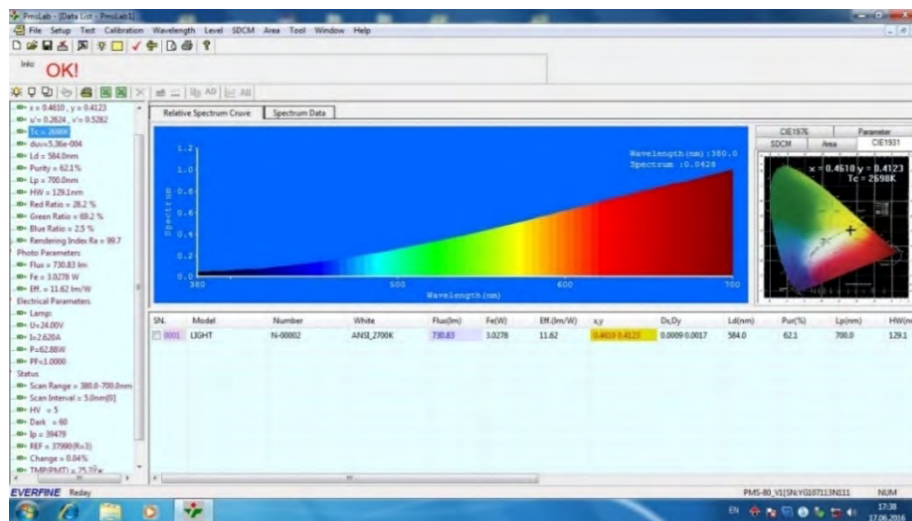 PmsLab - [Data List - PmsLab1]
File Setup Test Calibration Wavelength Level SDCM Area Tool Window Help
Info
OK!
x = 0.4610 , y = 0.4123
u'= 0.2624 , v'= 0.5282
Tc = 2698K
duv=5.36e-004
Ld = 584.0nm
Purity = 62.1%
Lp = 700.0nm
HW = 129.1nm
Red Ratio = 28.2 %
Green Ratio = 69.2 %
Blue Ratio = 2.5 %
Rendering Index Ra = 99.7
Photo Parameters
Flux = 730.83 lm
Fe = 3.0278 W
Eff. = 11.62 lm/W
Electrical Parameters
Lamp:
U=24.00V
I=2.620A
P=62.88W
PF=1.0000
Status
Scan Range = 380.0-700.0nm
Scan Interval = 5.0nm[0]
HV = 5
Dark = 60
Ip = 39479
REF = 37990(R=3)
Change = 0.04%
Relative Spectrum Cruve Spectrum Data
Wavelength(nm):380.0
Spectrum :0.0428
Spectrum
1.2
1.0
0.8
0.6
0.4
0.2
0.0
380 500 600 700
Wavelength(nm)
CIE1976 Parameter
SDCM Area CIE1931
x = 0.4610 y = 0.4123
Tc = 2698K
SN. Model Number White Flux(lm) Fe(W) Eff.(lm/W) x,y Dx,Dy Ld(nm) Pur(%) Lp(nm)
0001 LIGHT N-00002 ANSI_2700K 730.83 3.0278 11.62 0.4610 0.4123 0.0009 0.0017 584.0 62.1 700.0 129.1
EVERFINE Reday
NUM
EN
17:38
17.06.2016